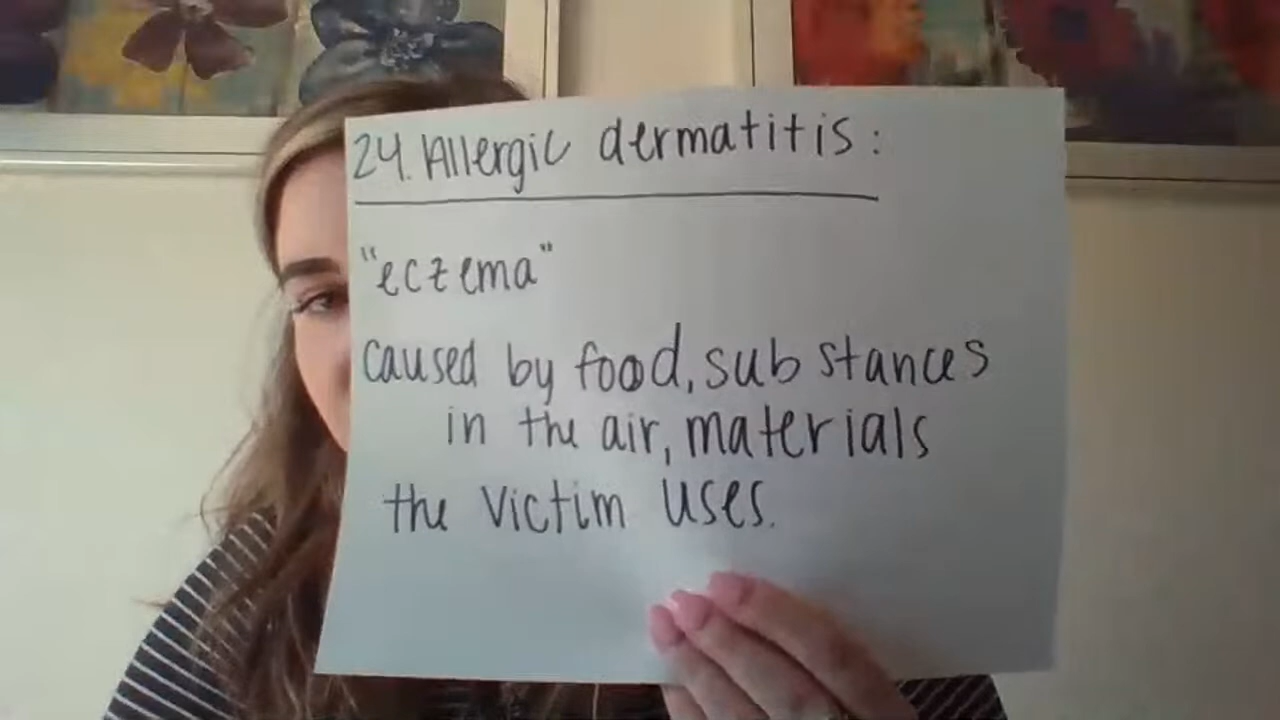 24. Allergic dermatitis:
"eczema"
caused by food, substances
in the air, materials
the victim uses.